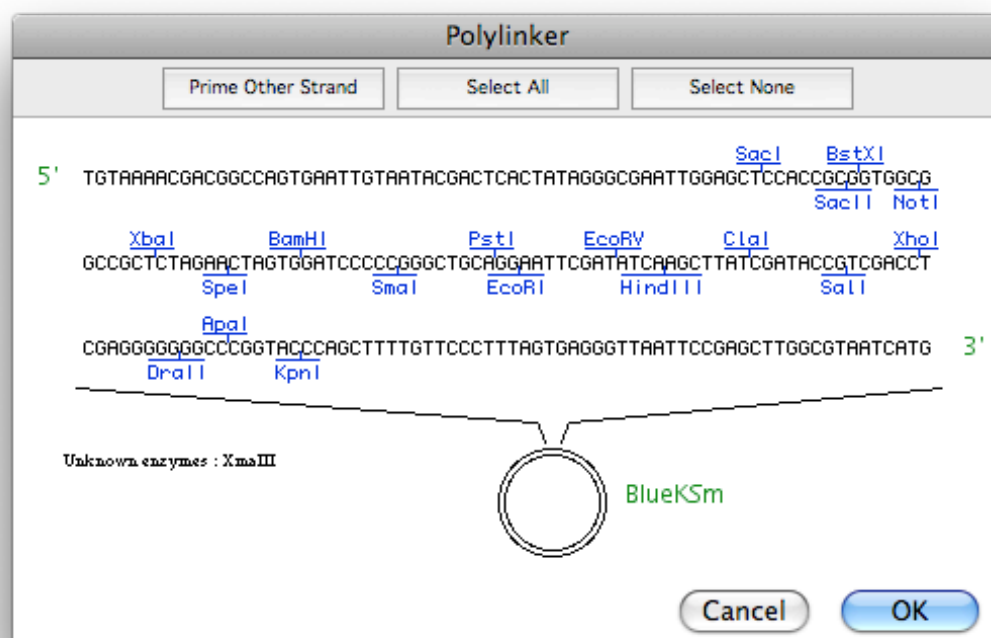 Polylinker
Prime Other Strand Select All Select None
SacI BstXI
5' TGTAAAACGACGGCCAGTGAATTGTAATACGACTCACTATAGGGCGAATTGGAGCTCCACCGCGGTGGCG
SacII NotI
XbaI BamHI PstI EcoRV ClaI XhoI
GCCGCTCTAGAACTAGTGGATCCCCCGGGCTGCAGGAATTCGATATCAAGCTTATCGATACCGTCGACCT
SpeI SmaI EcoRI HindIII SalI
ApaI
CGAGGGGGGGCCCGGTACCCAGCTTTTGTTCCCTTTAGTGAGGGTTAATTCCGAGCTTGGCGTAATCATG 3'
DraII KpnI
Unknown enzymes : XmaIII
BlueKSm
Cancel OK